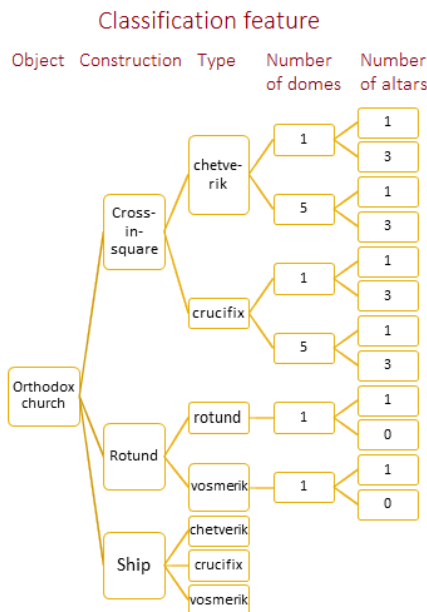 Classification feature
Object Construction Type Number of domes Number of altars
Orthodox
church
Cross-
in-
square
chetve-
rik
1
1
3
5
1
3
crucifix
1
1
3
5
1
3
Rotund
rotund
1
1
0
vosmerik
1
1
0
Ship
chetverik
crucifix
vosmerik